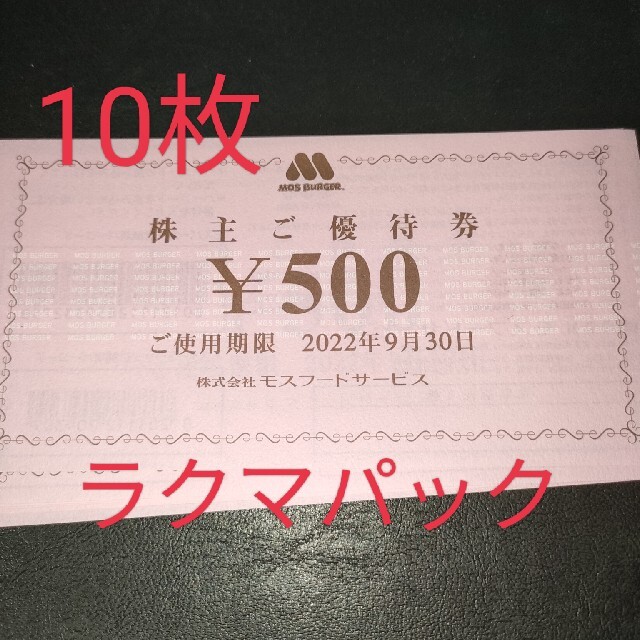 10枚
MOS BURGER
株主ご優待券
¥500
ご使用期限 2022年9月30日
株式会社モスフードサービス
ラクマパック